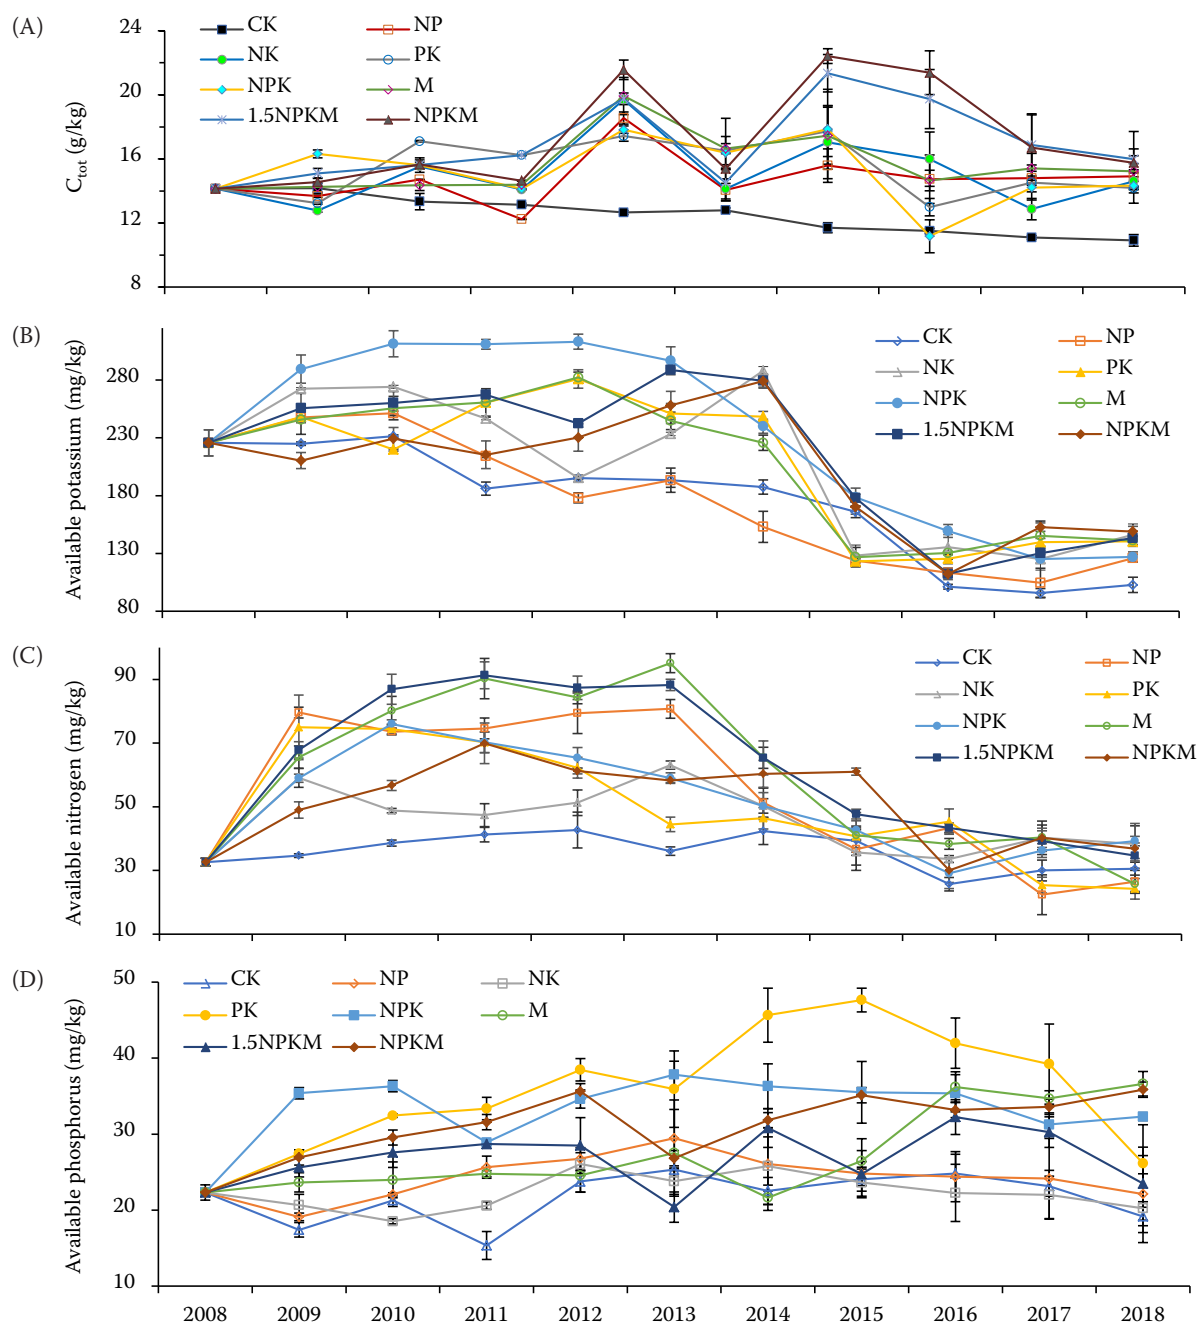 (A)
CK NP
NK PK
NPK M
1.5NPKM NPKM
C_tot (g/kg)
24
20
16
12
8
(B)
CK NP
NK PK
NPK M
1.5NPKM NPKM
Available potassium (mg/kg)
280
230
180
130
80
(C)
CK NP
NK PK
NPK M
1.5NPKM NPKM
Available nitrogen (mg/kg)
90
70
50
30
10
(D)
CK NP NK
PK NPK M
1.5NPKM NPKM
Available phosphorus (mg/kg)
50
40
30
20
10
2008 2009 2010 2011 2012 2013 2014 2015 2016 2017 2018